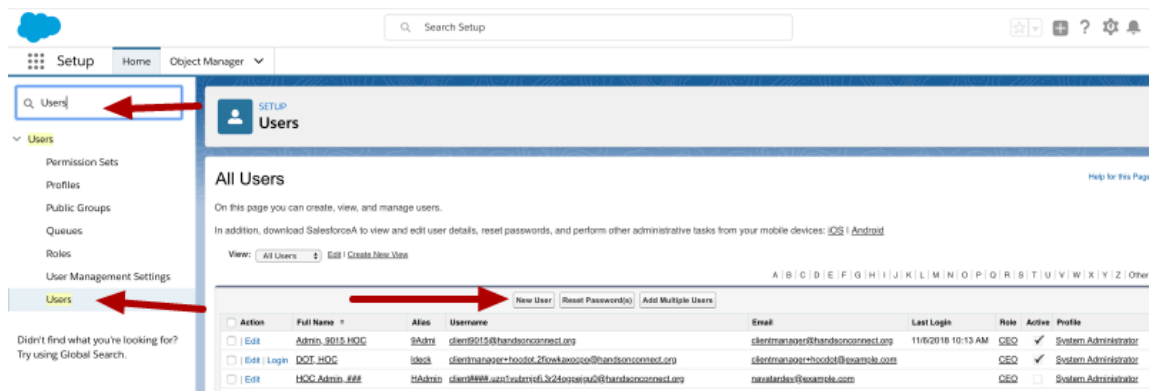 Search Setup
Setup Home Object Manager
Users
SETUP
Users
Users
Permission Sets
Profiles
Public Groups
Queues
Roles
User Management Settings
Users
Didn't find what you're looking for?
Try using Global Search.
All Users
Help for this Page
On this page you can create, view, and manage users.
In addition, download SalesforceA to view and edit user details, reset passwords, and perform other administrative tasks from your mobile devices: iOS | Android
View: All Users Edit | Create New View
A | B | C | D | E | F | G | H | I | J | K | L | M | N | O | P | Q | R | S | T | U | V | W | X | Y | Z | Other
New User Reset Password(s) Add Multiple Users
Action Full Name ↑ Alias Username Email Last Login Role Active Profile
| Edit Admin, 9015 HOC 9Admi client9015@handsonconnect.org clientmanager@handsonconnect.org 11/6/2018 10:13 AM CEO ✓ System Administrator
| Edit | Login DOT, HOC clientmanager+hocdot@example.com CEO ✓ System Administrator
| Edit HOC Admin, ### HAdmin navatardev@example.com CEO System Administrator